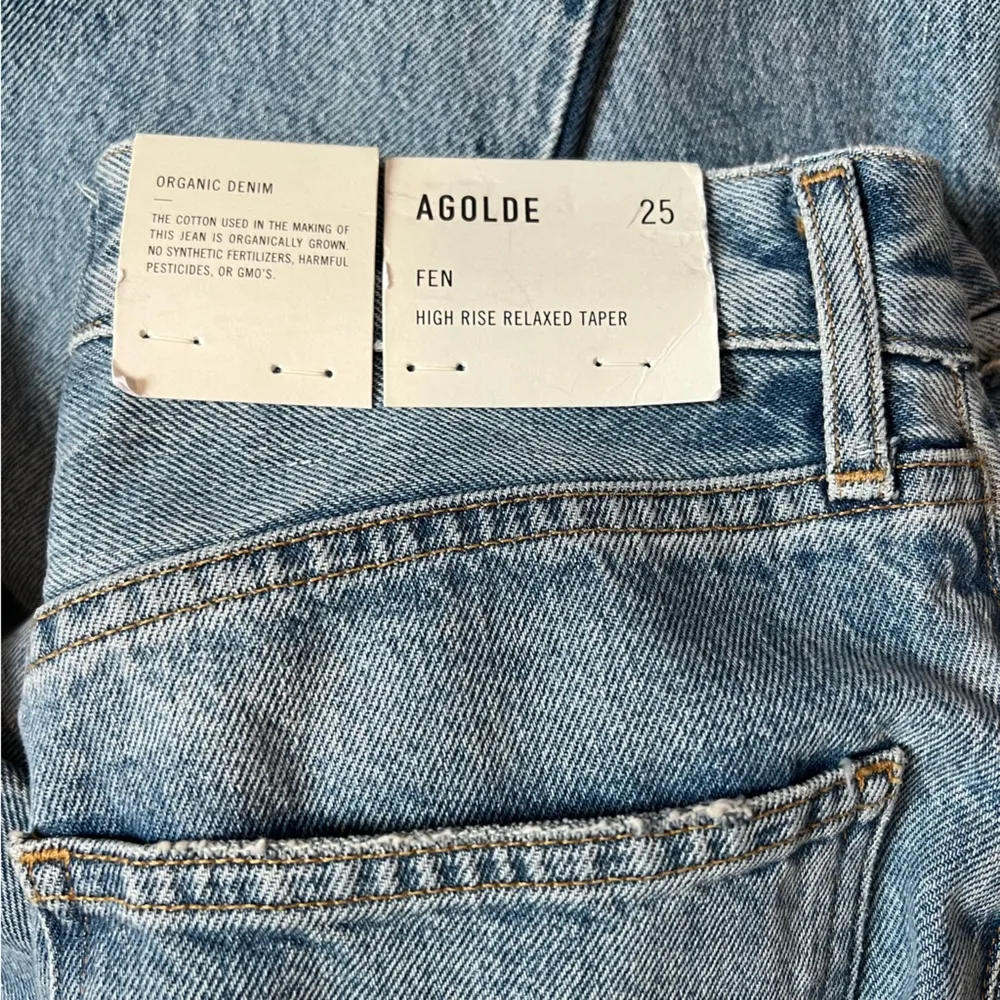 ORGANIC DENIM
THE COTTON USED IN THE MAKING OF
THIS JEAN IS ORGANICALLY GROWN.
NO SYNTHETIC FERTILIZERS, HARMFUL
PESTICIDES, OR GMO'S.
AGOLDE 25
FEN
HIGH RISE RELAXED TAPER